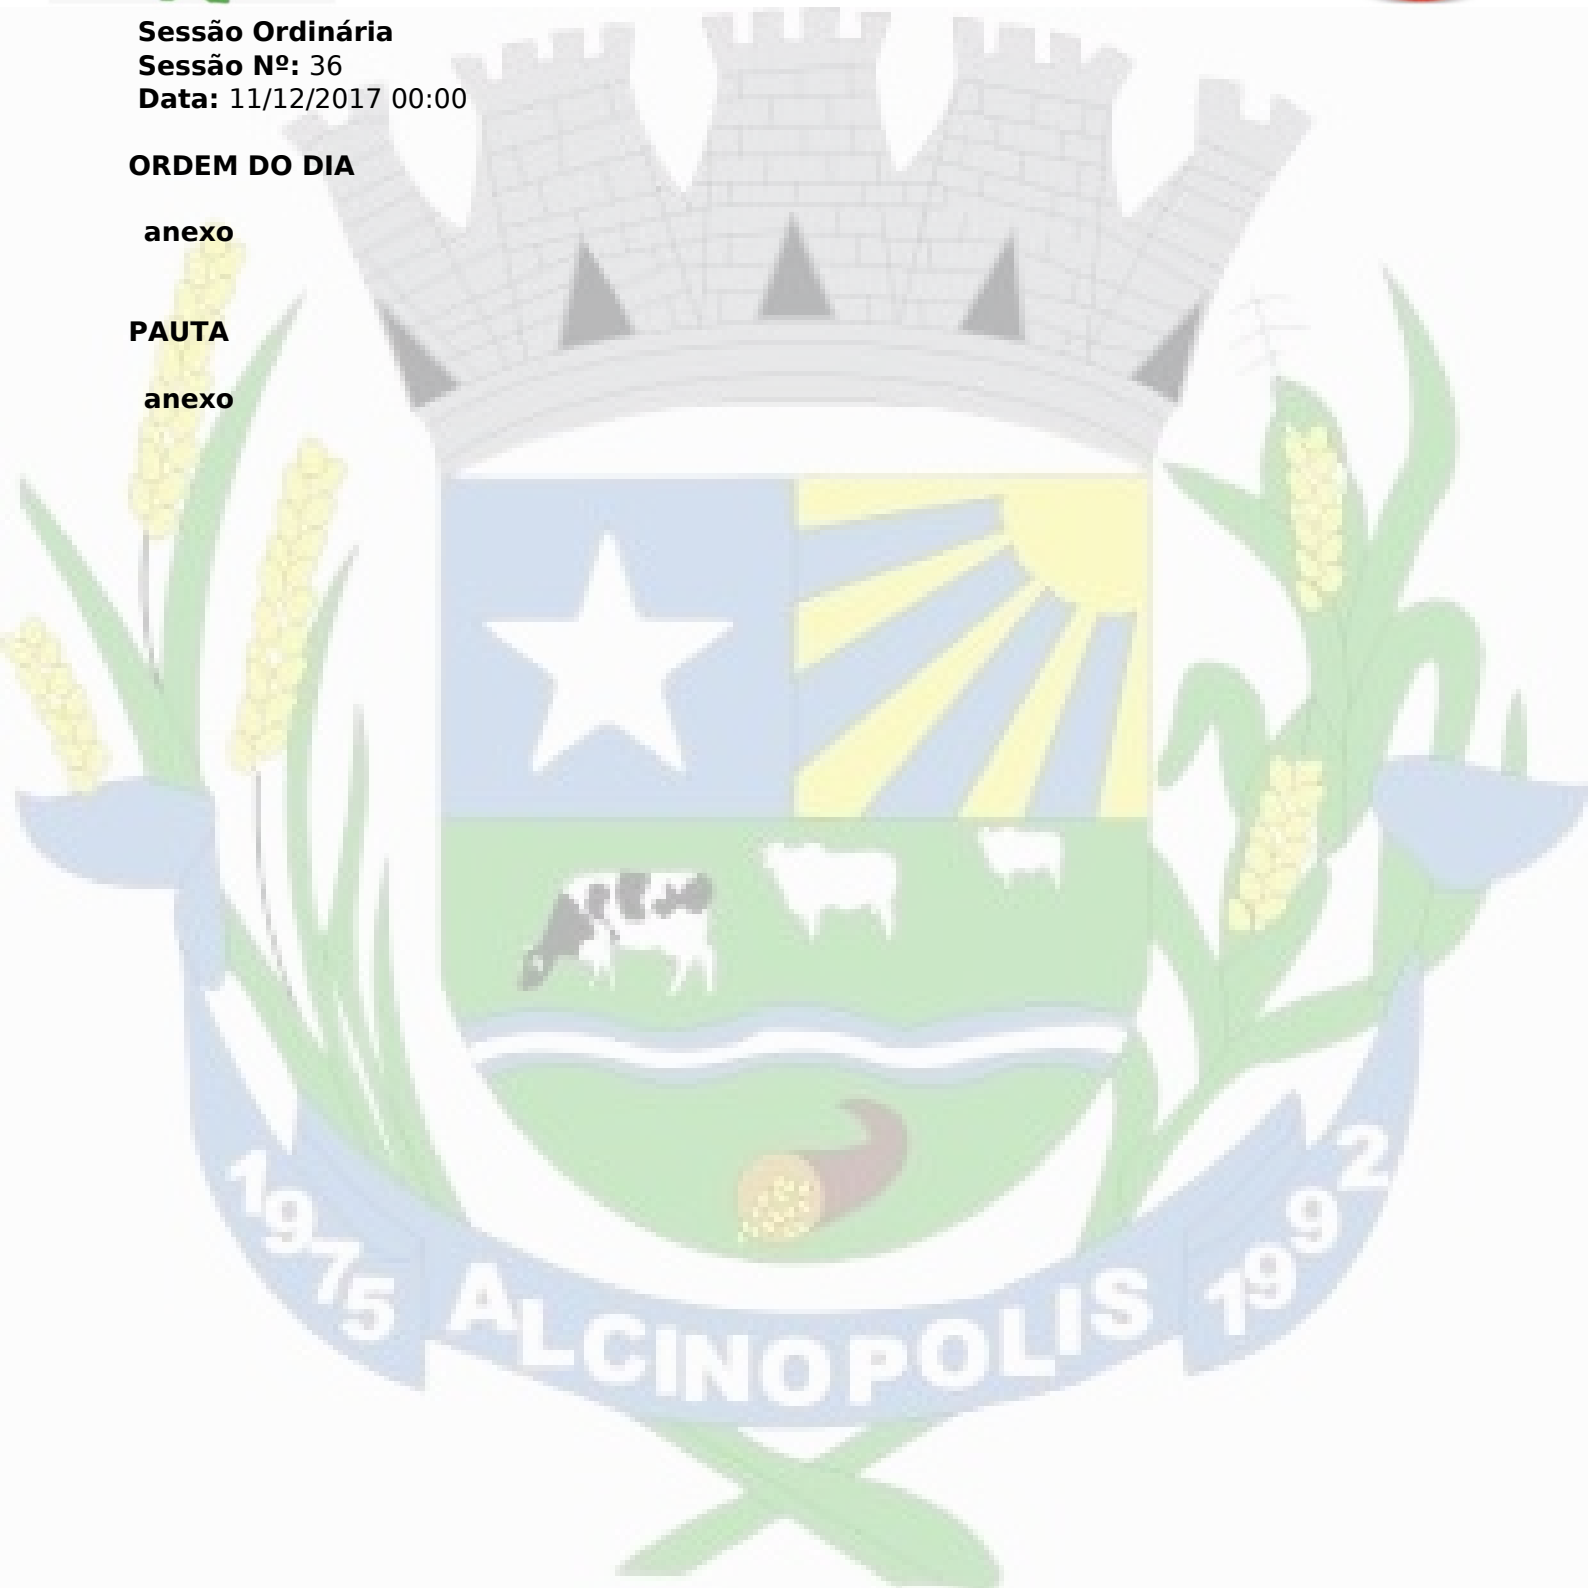 Sessão Ordinária
Sessão Nº: 36
Data: 11/12/2017 00:00
ORDEM DO DIA
anexo
PAUTA
anexo
1975 ALCINOPOLIS 1992